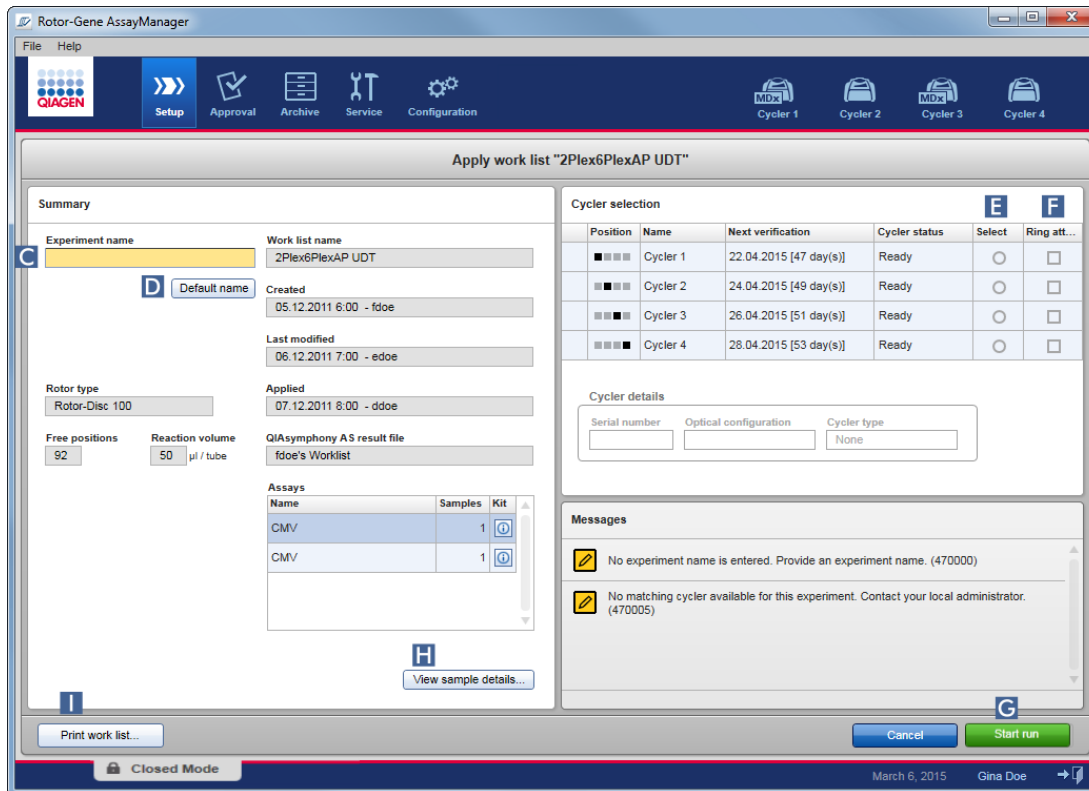 Rotor-Gene AssayManager
File Help
QIAGEN
Setup Approval Archive Service Configuration
MDx MDx
Cycler 1 Cycler 2 Cycler 3 Cycler 4
Apply work list "2Plex6PlexAP UDT"
Summary
Experiment name Work list name
C 2Plex6PlexAP UDT
D Default name Created
05.12.2011 6:00 - fdoe
Last modified
06.12.2011 7:00 - edoe
Rotor type Applied
Rotor-Disc 100 07.12.2011 8:00 - ddoe
Free positions Reaction volume QIAsymphony AS result file
92 50 µl / tube fdoe's Worklist
Assays
Name Samples Kit
CMV 1
CMV 1
H
View sample details...
I
Print work list...
Cycler selection
E F
Position Name Next verification Cycler status Select Ring att...
Cycler 1 22.04.2015 [47 day(s)] Ready
Cycler 2 24.04.2015 [49 day(s)] Ready
Cycler 3 26.04.2015 [51 day(s)] Ready
Cycler 4 28.04.2015 [53 day(s)] Ready
Cycler details
Serial number Optical configuration Cycler type
None
Messages
No experiment name is entered. Provide an experiment name. (470000)
No matching cycler available for this experiment. Contact your local administrator.
(470005)
G
Cancel Start run
Closed Mode
March 6, 2015 Gina Doe